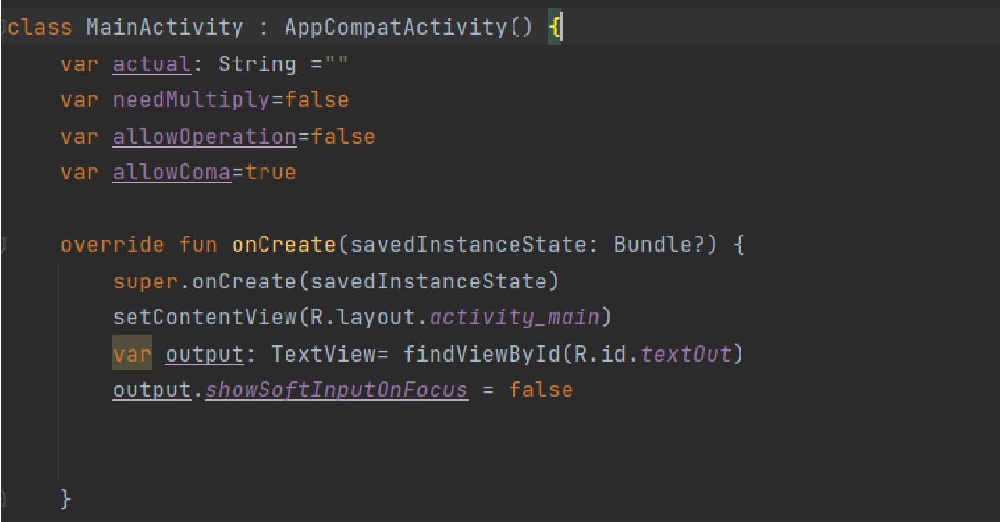 class MainActivity : AppCompatActivity() {
    var actual: String =""
    var needMultiply=false
    var allowOperation=false
    var allowComa=true
    override fun onCreate(savedInstanceState: Bundle?) {
        super.onCreate(savedInstanceState)
        setContentView(R.layout.activity_main)
        var output: TextView= findViewById(R.id.textOut)
        output.showSoftInputOnFocus = false
    }